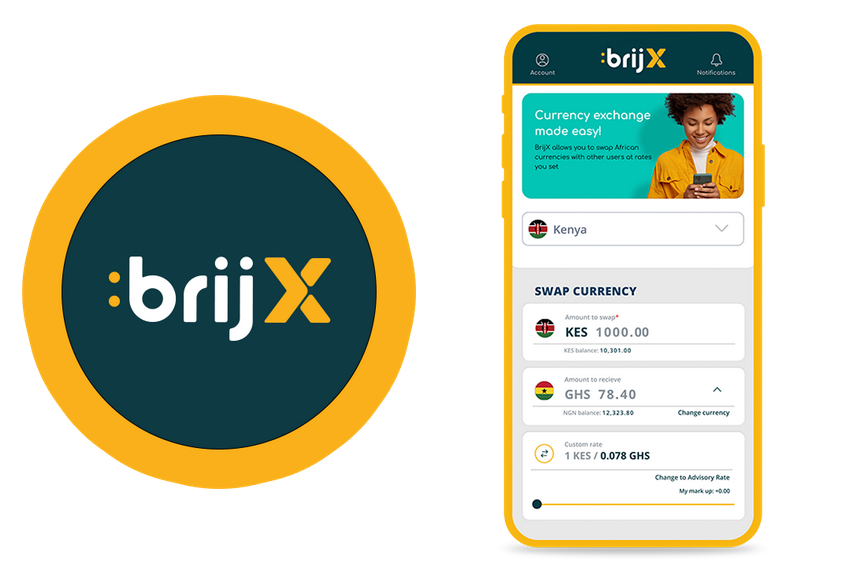 :brijX
Account
:brijX
Notifications
Currency exchange
made easy!
BrijX allows you to swap African
currencies with other users at rates
you set
Kenya
SWAP CURRENCY
Amount to swap*
KES 1000.00
KES balance: 10,301.00
Amount to recieve
GHS 78.40
NGN balance: 12,323.80
Change currency
Custom rate
1 KES / 0.078 GHS
Change to Advisory Rate
My mark up: +0.00